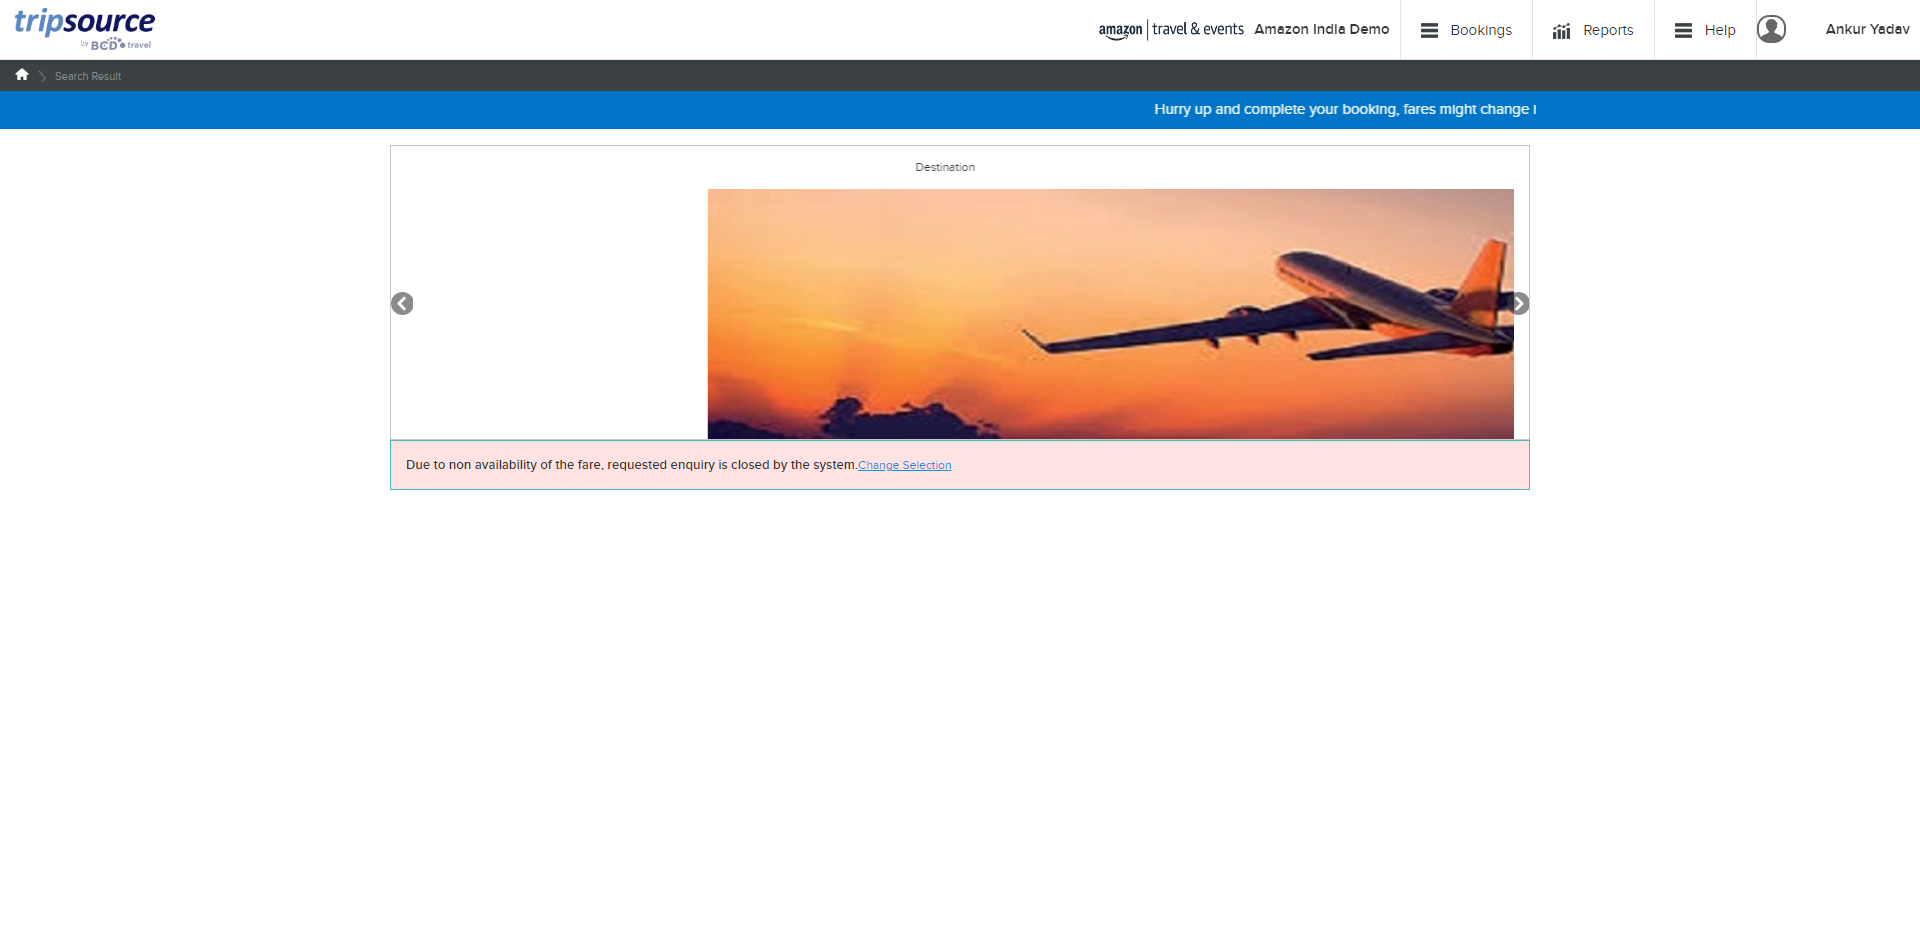 tripsource
by BCD travel
amazon | travel & events
Amazon India Demo
Bookings
Reports
Help
Ankur Yadav
Search Result
Hurry up and complete your booking, fares might change
Destination
Due to non availability of the fare, requested enquiry is closed by the system.Change Selection